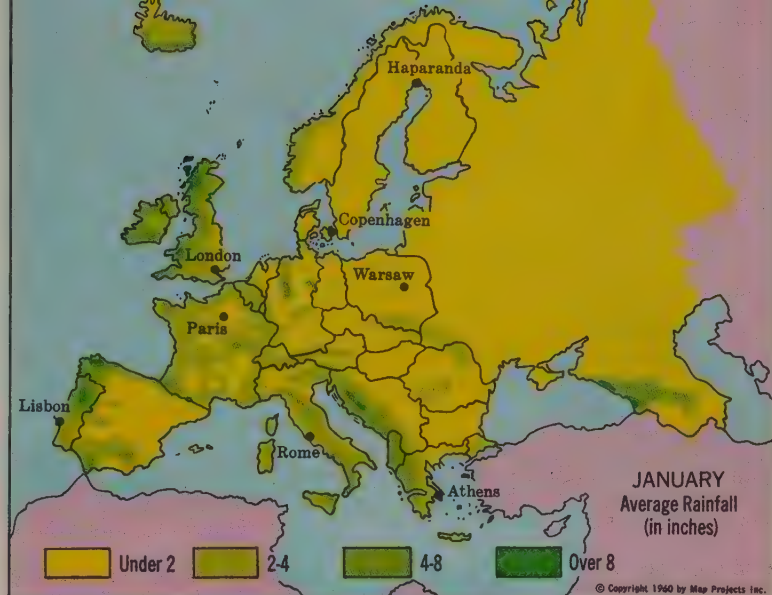 Haparanda
Copenhagen
London
Warsaw
Paris
Lisbon
Rome
Athens
JANUARY
Average Rainfall
(in inches)
Under 2
2-4
4-8
Over 8
© Copyright 1960 by Map Projects Inc.